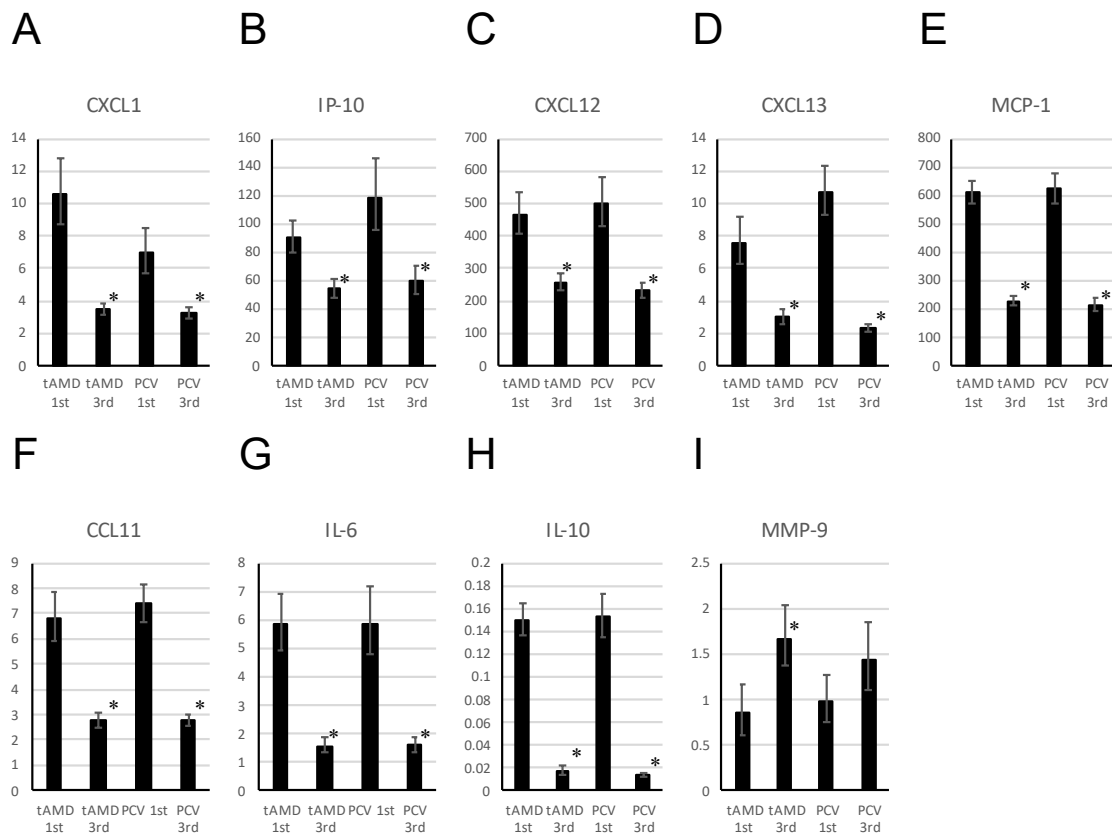 A B C D E
CXCL1 IP-10 CXCL12 CXCL13 MCP-1
14 160 700 14 800
12 140 600 12 700
10 120 500 10 600
8 100 400 8 500
6 80 300 6 400
4 60 200 4 300
2 40 100 2 200
0 20 0 0 100
0 0
* * * * * * * * * *
tAMD tAMD PCV PCV tAMD tAMD PCV PCV tAMD tAMD PCV PCV tAMD tAMD PCV PCV tAMD tAMD PCV PCV
1st 3rd 1st 3rd 1st 3rd 1st 3rd 1st 3rd 1st 3rd 1st 3rd 1st 3rd 1st 3rd 1st 3rd
F G H I
CCL11 IL-6 IL-10 MMP-9
9 8 0.2 2.5
8 7 0.18 2
7 6 0.16 1.5
6 5 0.14 1
5 4 0.12 0.5
4 3 0.1 0
3 2 0.08
2 1 0.06
1 0 0.04
0 0.02
0
* * * * * * *
tAMD tAMD PCV 1st PCV tAMD tAMD PCV 1st PCV tAMD tAMD PCV PCV tAMD tAMD PCV PCV
1st 3rd 3rd 1st 3rd 3rd 1st 3rd 1st 3rd 1st 3rd 1st 3rd